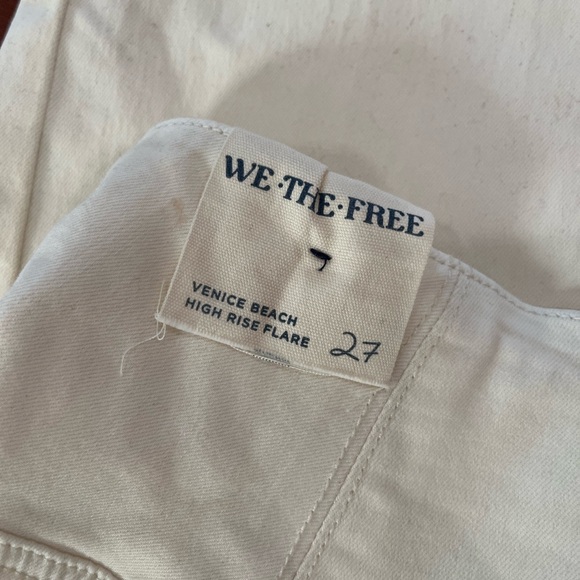 WE·THE·FREE
VENICE BEACH
HIGH RISE FLARE
27